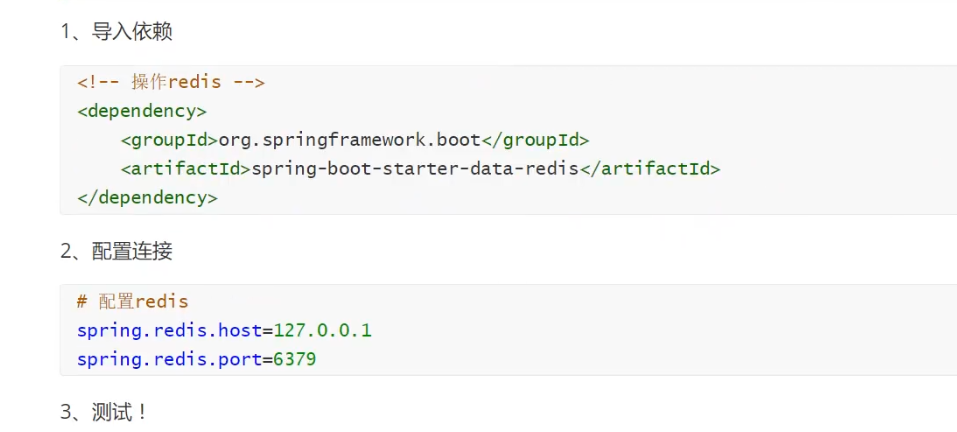 1、导入依赖
<!-- 操作redis -->
<dependency>
    <groupId>org.springframework.boot</groupId>
    <artifactId>spring-boot-starter-data-redis</artifactId>
</dependency>
2、配置连接
# 配置redis
spring.redis.host=127.0.0.1
spring.redis.port=6379
3、测试！